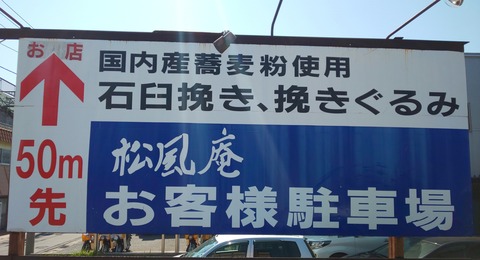 お店
50m
先
国内産蕎麦粉使用
石臼挽き、挽きぐるみ
松風庵
お客様駐車場